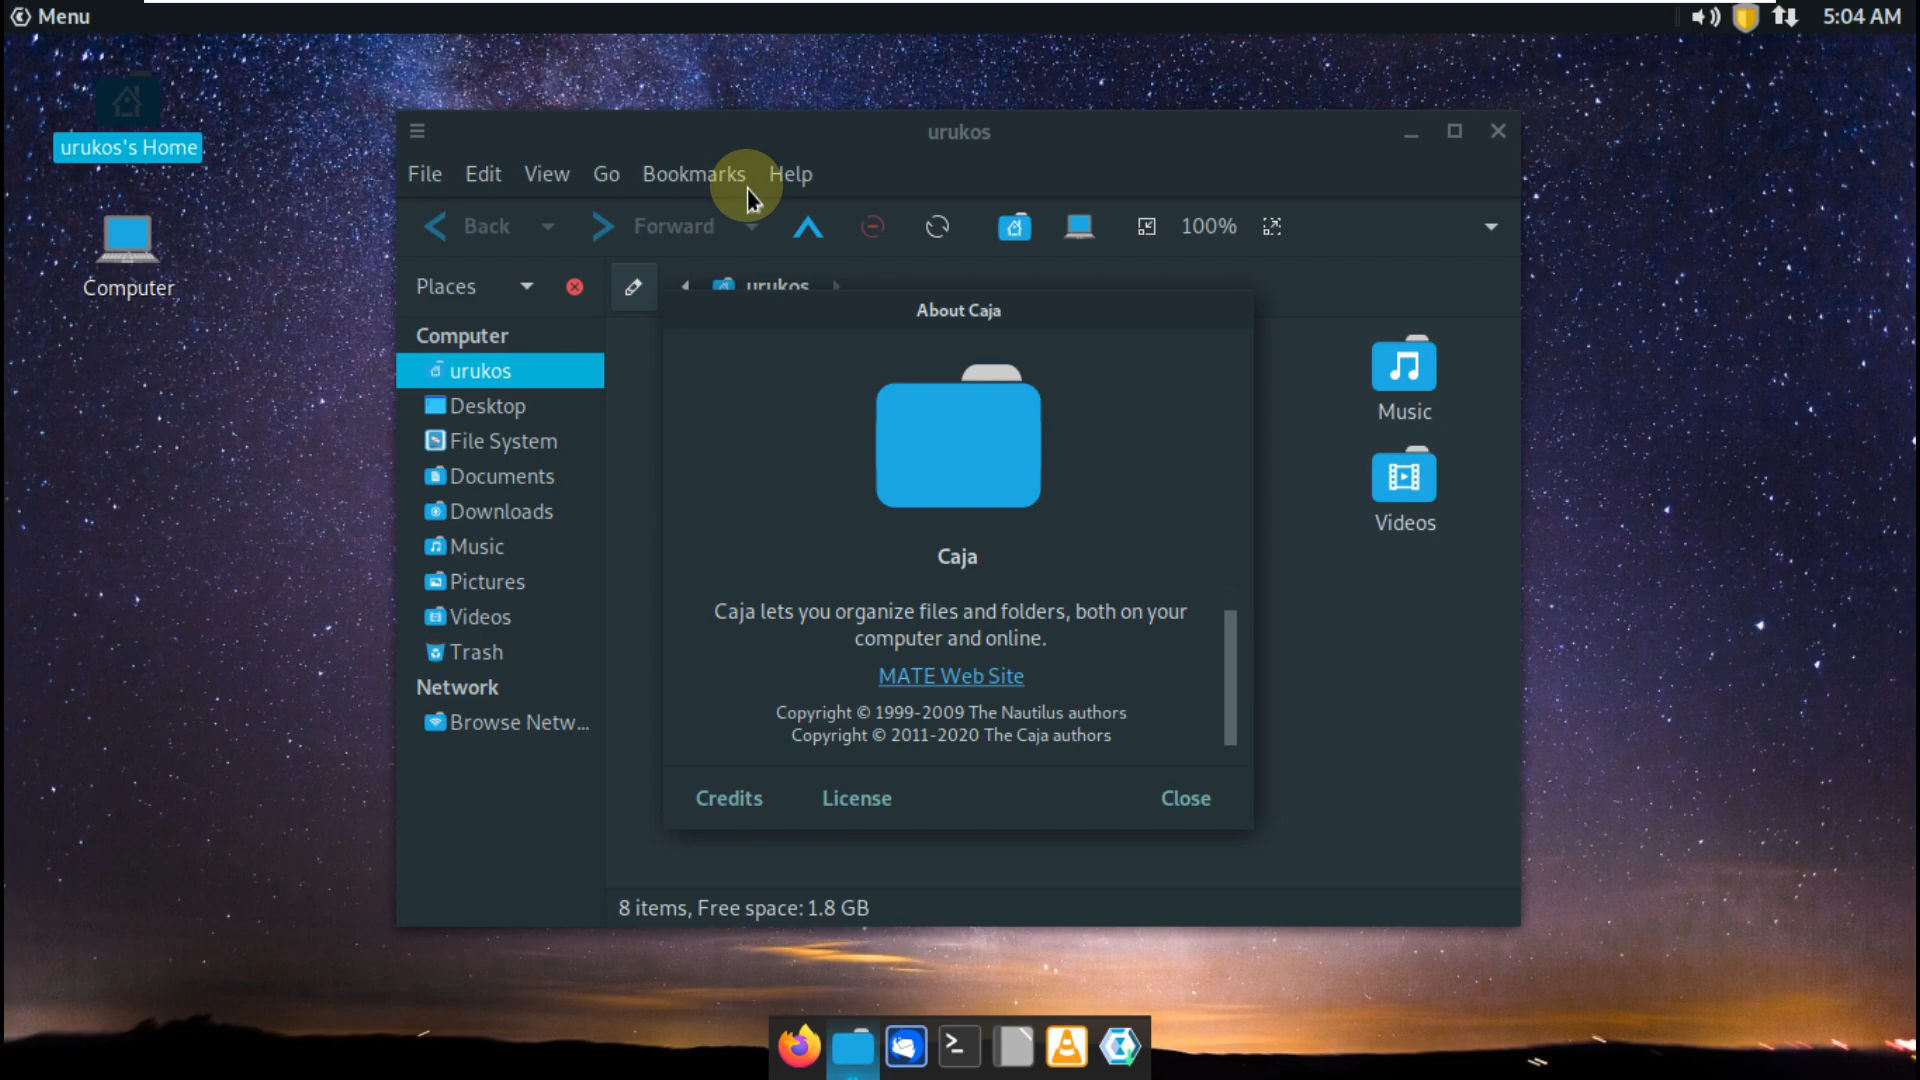 Menu
5:04 AM
urukos's Home
Computer
urukos
File Edit View Go Bookmarks Help
Back Forward 100%
Places
urukos
Computer
urukos
Desktop
File System
Documents
Downloads
Music
Pictures
Videos
Trash
Network
Browse Netw...
About Caja
Caja
Caja lets you organize files and folders, both on your
computer and online.
MATE Web Site
Copyright © 1999-2009 The Nautilus authors
Copyright © 2011-2020 The Caja authors
Credits License Close
Music
Videos
8 items, Free space: 1.8 GB